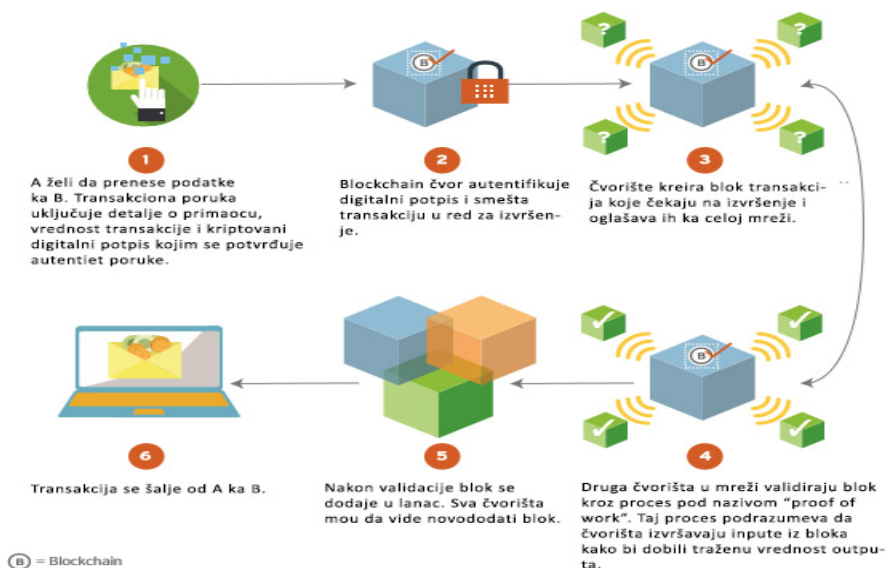 1
A želi da prenese podatke
ka B. Transakciona poruka
uključuje detalje o primaocu,
vrednost transakcije i kriptovani
digitalni potpis kojim se potvrđuje
autentiet poruke.
2
Blockchain čvor autentifikuje
digitalni potpis i smešta
transakciju u red za izvršen-
je.
3
Čvorište kreira blok transakci-
ja koje čekaju na izvršenje i
oglašava ih ka celoj mreži.
4
Druga čvorišta u mreži validiraju blok
kroz proces pod nazivom “proof of
work”. Taj proces podrazumeva da
čvorišta izvršavaju inpute iz bloka
kako bi dobili traženu vrednost outpu-
ta.
5
Nakon validacije blok se
dodaje u lanac. Sva čvorišta
mou da vide novododati blok.
6
Transakcija se šalje od A ka B.
B = Blockchain
B
?
?
?
?
B
B